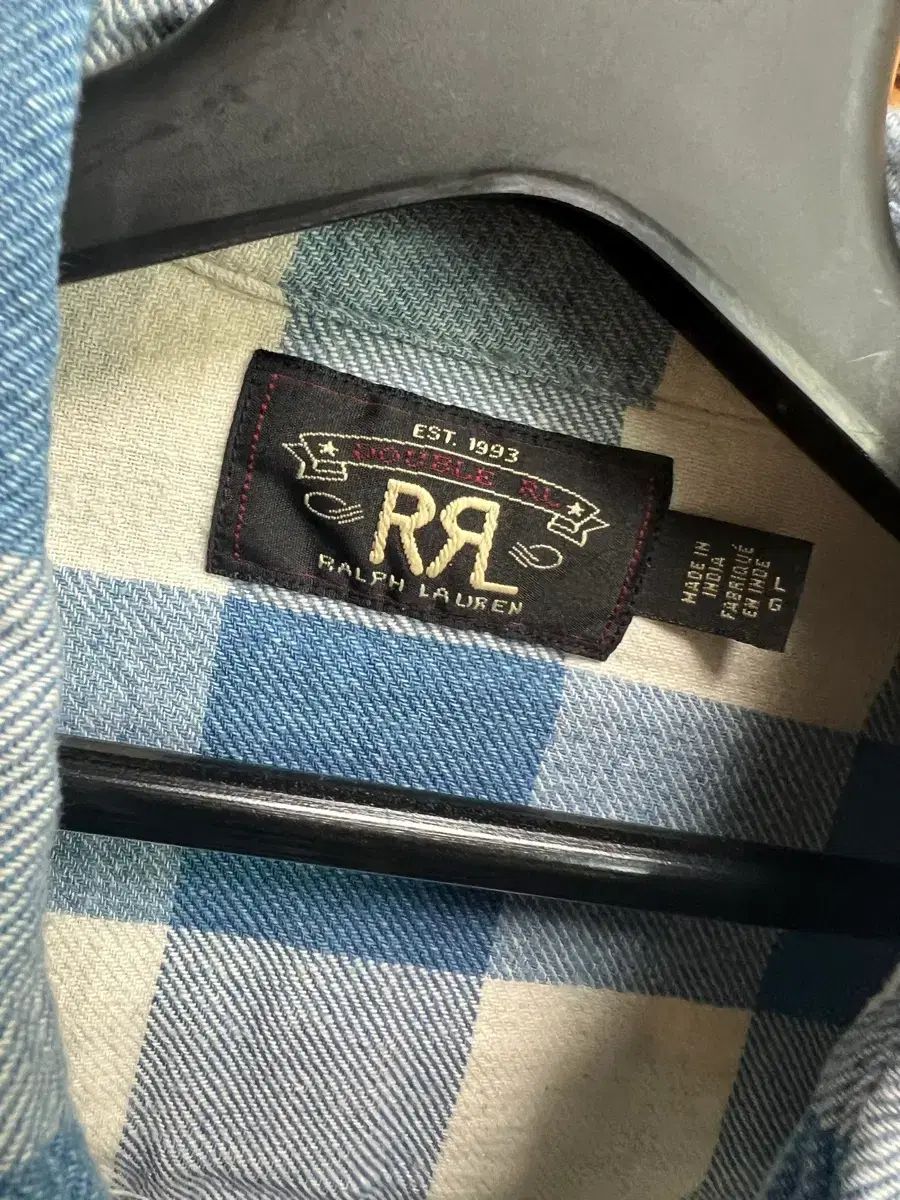 EST. 1993
DOUBLE RL
RRL
RALPH LAUREN
MADE IN
INDIA
FABRIQUÉ
EN INDE
L
G